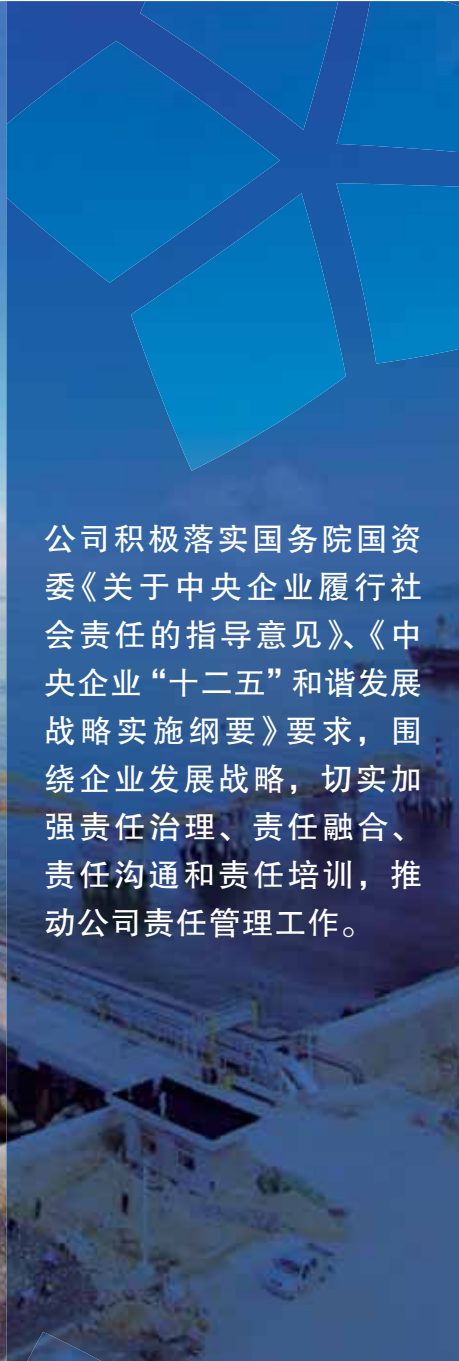 公司积极落实国务院国资
委《关于中央企业履行社
会责任的指导意见》、《中
央企业“十二五”和谐发展
战略实施纲要》要求，围
绕企业发展战略，切实加
强责任治理、责任融合、
责任沟通和责任培训，推
动公司责任管理工作。